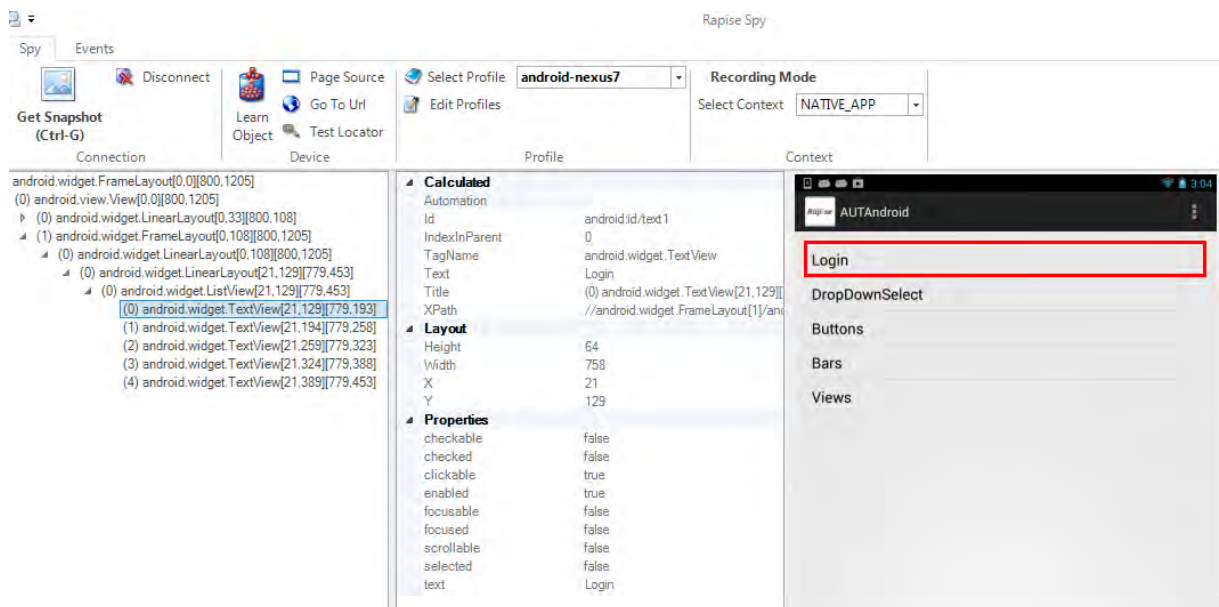 Rapise Spy
Spy Events
Disconnect Page Source Select Profile android-nexus7 Recording Mode
Get Snapshot (Ctrl-G) Learn Object Go To Url Edit Profiles Select Context NATIVE_APP
Test Locator
Connection Device Profile Context
android.widget.FrameLayout[0,0][800,1205]
(0) android.view.View[0,0][800,1205]
(0) android.widget.LinearLayout[0,33][800,108]
(1) android.widget.FrameLayout[0,108][800,1205]
(0) android.widget.LinearLayout[0,108][800,1205]
(0) android.widget.LinearLayout[21,129][779,453]
(0) android.widget.ListView[21,129][779,453]
(0) android.widget.TextView[21,129][779,193]
(1) android.widget.TextView[21,194][779,258]
(2) android.widget.TextView[21,259][779,323]
(3) android.widget.TextView[21,324][779,388]
(4) android.widget.TextView[21,389][779,453]
Calculated
Automation
Id android:id/text1
IndexInParent 0
TagName android.widget.TextView
Text Login
Title (0) android.widget.TextView[21,129][
XPath //android.widget.FrameLayout[1]/and
Layout
Height 64
Width 758
X 21
Y 129
Properties
checkable false
checked false
clickable true
enabled true
focusable false
focused false
scrollable false
selected false
text Login
3:04
Rapise AUTAndroid
Login
DropDownSelect
Buttons
Bars
Views